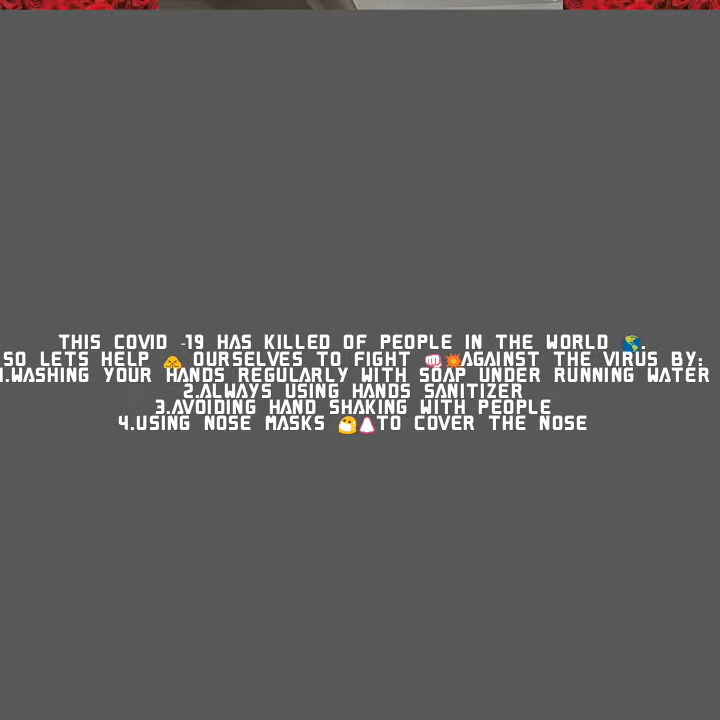 THIS COVID -19 HAS KILLED OF PEOPLE IN THE WORLD 🌎.
SO LETS HELP 🙏 OURSELVES TO FIGHT 👊💥AGAINST THE VIRUS BY:
1.WASHING YOUR HANDS REGULARLY WITH SOAP UNDER RUNNING WATER
2.ALWAYS USING HANDS SANITIZER
3.AVOIDING HAND SHAKING WITH PEOPLE
4.USING NOSE MASKS 😷👃TO COVER THE NOSE